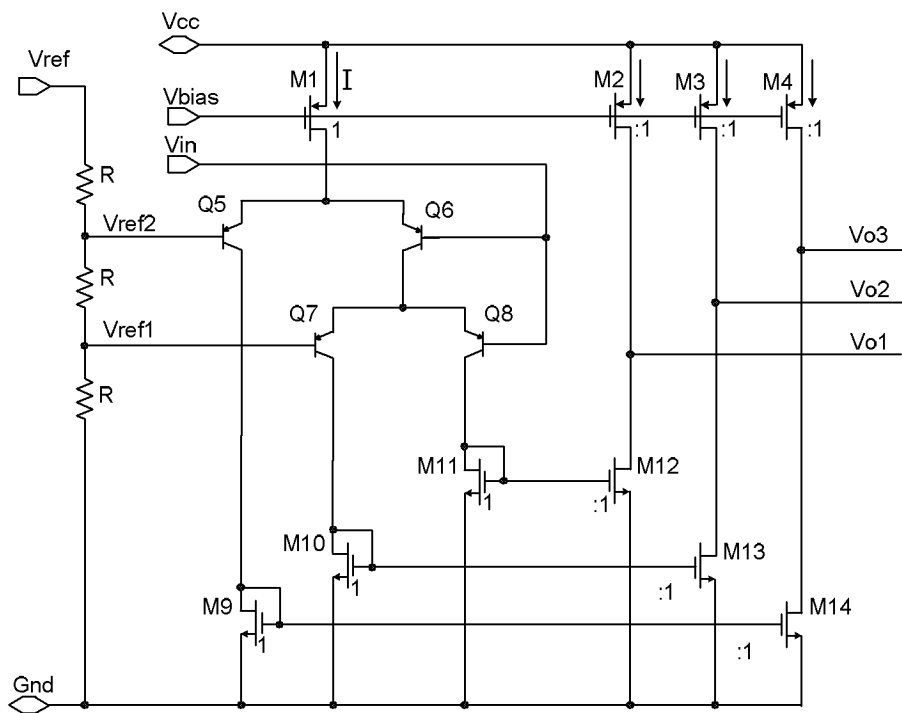 Vcc
Vref
M1
I
M2
M3
M4
Vbias
1
:1
:1
:1
Vin
R
Q5
Q6
Vref2
Vo3
R
Q7
Q8
Vo2
Vref1
Vo1
R
M11
M12
1
:1
M10
M13
1
:1
M9
M14
1
:1
Gnd